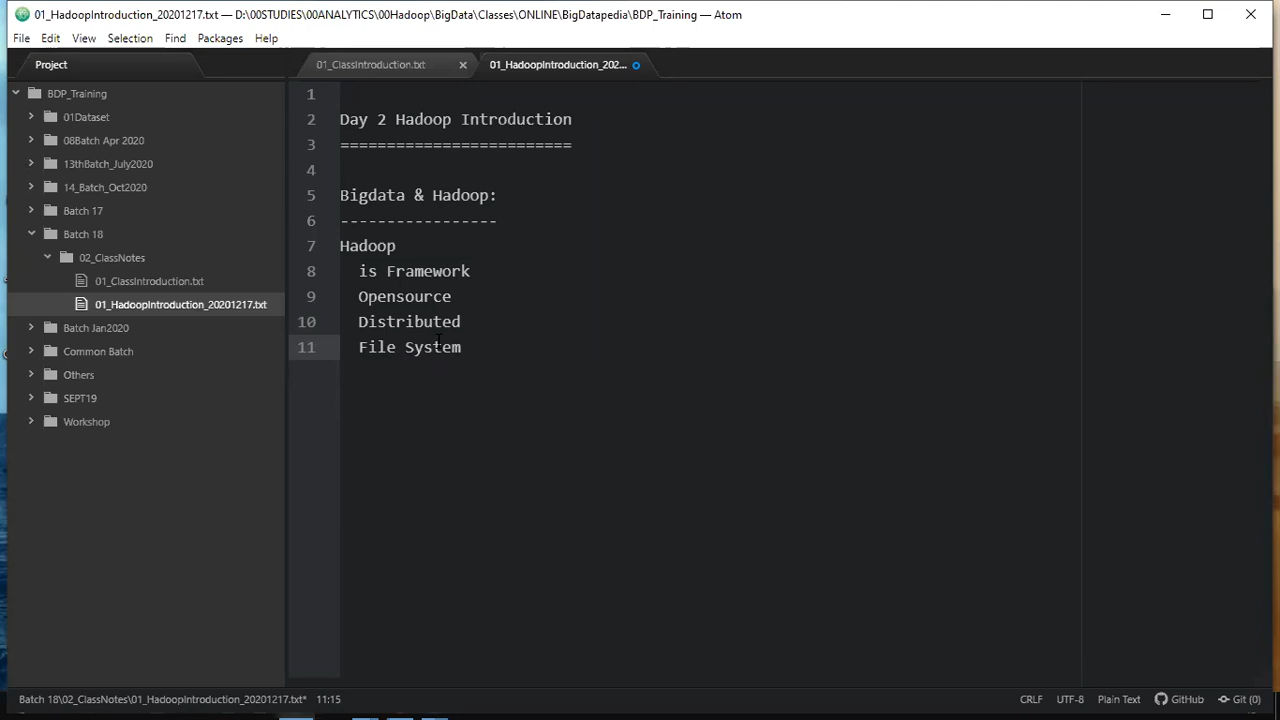 01_HadoopIntroduction_20201217.txt — D:\00STUDIES\00ANALYTICS\00Hadoop\BigData\Classes\ONLINE\BigDatapedia\BDP_Training — Atom
File Edit View Selection Find Packages Help
Project
01_ClassIntroduction.txt
01_HadoopIntroduction_202...
BDP_Training
01Dataset
08Batch Apr 2020
13thBatch_July2020
14_Batch_Oct2020
Batch 17
Batch 18
02_ClassNotes
01_ClassIntroduction.txt
01_HadoopIntroduction_20201217.txt
Batch Jan2020
Common Batch
Others
SEPT19
Workshop
1
2 Day 2 Hadoop Introduction
3 =========================
4
5 Bigdata & Hadoop:
6 -----------------
7 Hadoop
8 is Framework
9 Opensource
10 Distributed
11 File System
Batch 18\02_ClassNotes\01_HadoopIntroduction_20201217.txt* 11:15
CRLF UTF-8 Plain Text GitHub Git (0)